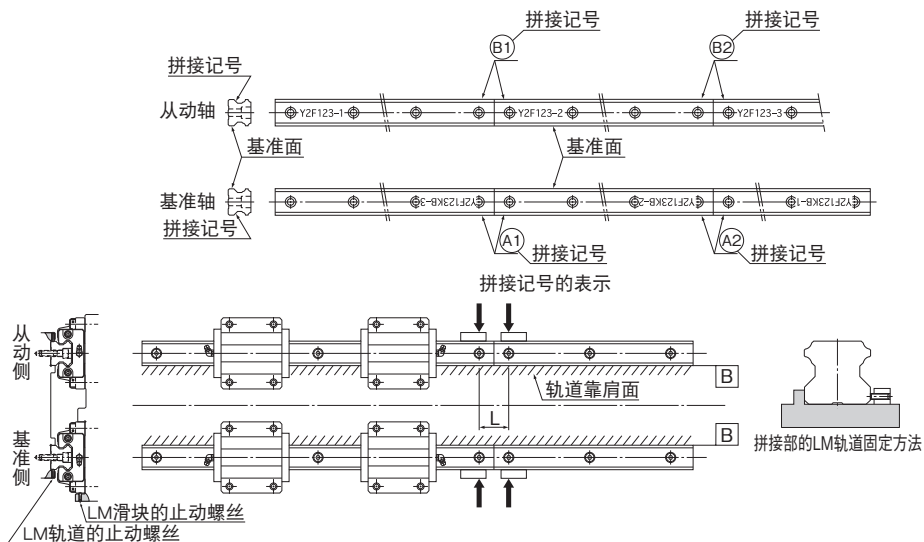 拼接记号
拼接记号
拼接记号
B1
B2
从动轴
Y2F123-1
Y2F123-2
Y2F123-3
基准面
基准面
基准轴
Y2F123KB-3
Y2F123KB-2
Y2F123KB-1
拼接记号
A1
拼接记号
A2
拼接记号
拼接记号的表示
从动侧
B
轨道靠肩面
L
B
基准侧
拼接部的LM轨道固定方法
LM滑块的止动螺丝
LM轨道的止动螺丝